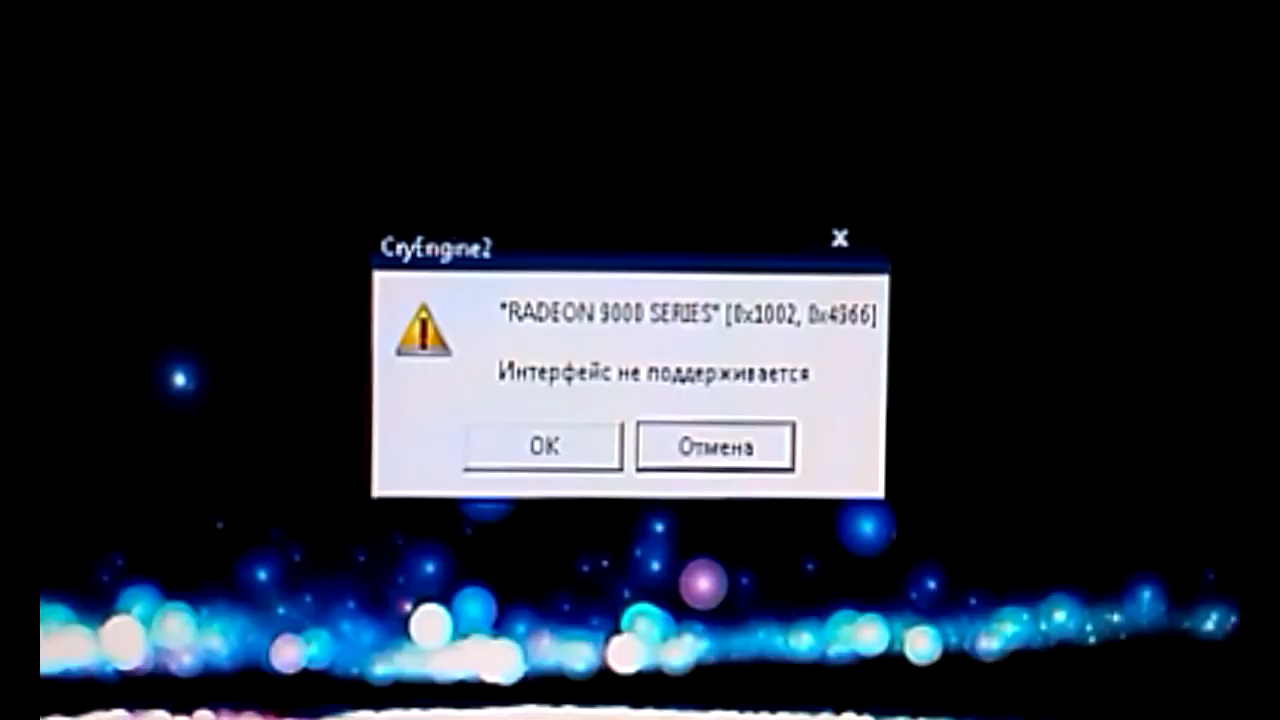 CryEngine2
x
"RADEON 9000 SERIES" [0x1002, 0x4966]
Интерфейс не поддерживается
OK
Отмена